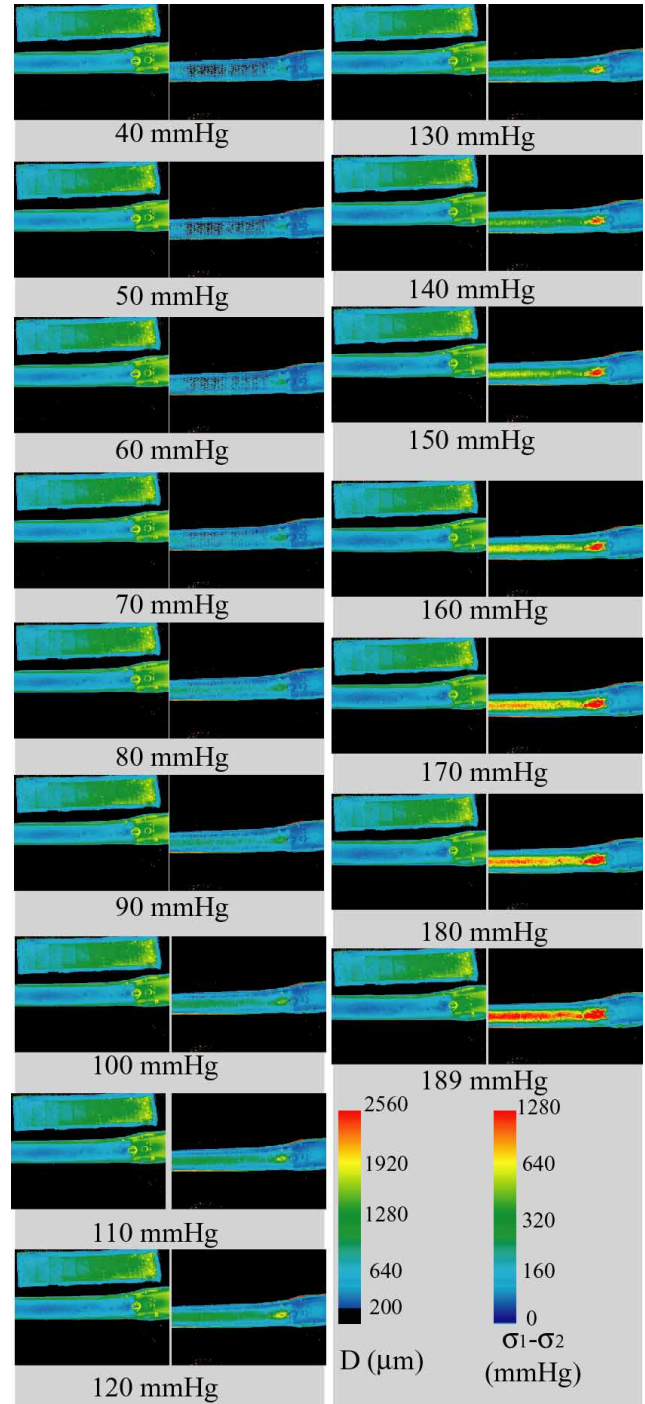 40 mmHg
50 mmHg
60 mmHg
70 mmHg
80 mmHg
90 mmHg
100 mmHg
110 mmHg
120 mmHg
130 mmHg
140 mmHg
150 mmHg
160 mmHg
170 mmHg
180 mmHg
189 mmHg
2560
1920
1280
640
200
D (μm)
1280
640
320
160
0
σ1-σ2
(mmHg)